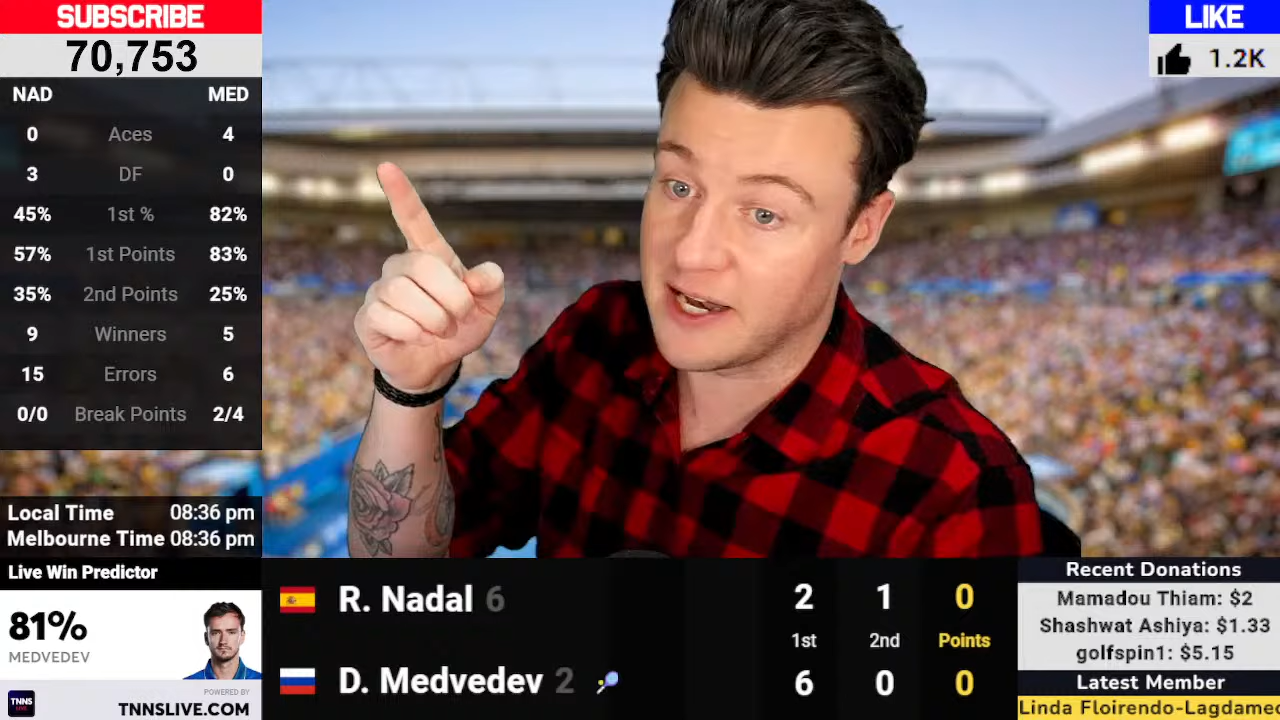 SUBSCRIBE
70,753
NAD MED
0 Aces 4
3 DF 0
45% 1st % 82%
57% 1st Points 83%
35% 2nd Points 25%
9 Winners 5
15 Errors 6
0/0 Break Points 2/4
Local Time 08:36 pm
Melbourne Time 08:36 pm
Live Win Predictor
81%
MEDVEDEV
POWERED BY
TNNS LIVE TNNSLIVE.COM
LIKE
1.2K
R. Nadal 6 2 1 0
1st 2nd Points
D. Medvedev 2 6 0 0
Recent Donations
Mamadou Thiam: $2
Shashwat Ashiya: $1.33
golfspin1: $5.15
Latest Member
Linda Floirendo-Lagdameo